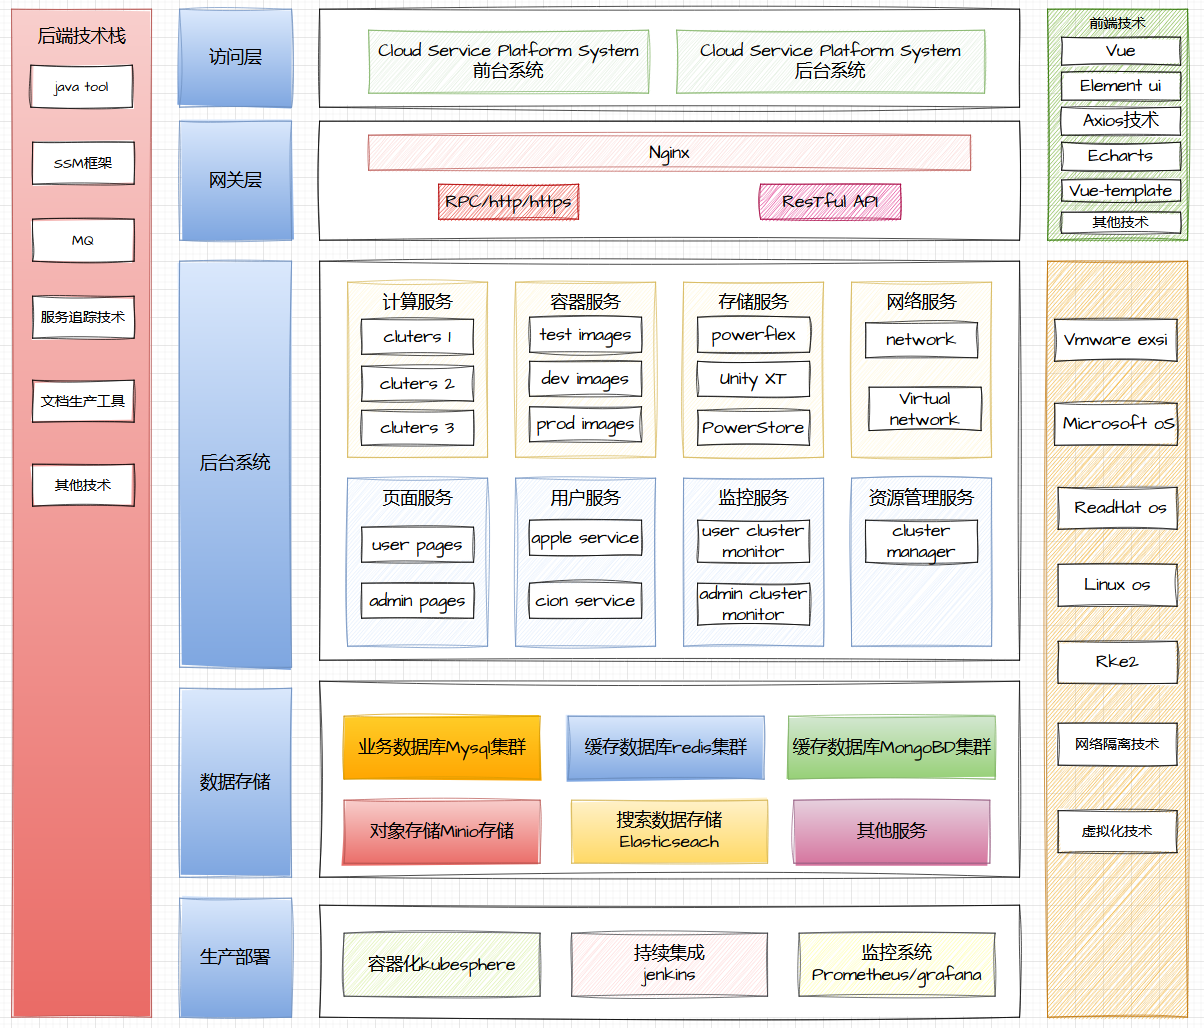 后端技术栈
java tool
SSM框架
MQ
服务追踪技术
文档生产工具
其他技术
访问层
Cloud Service Platform System
前台系统
Cloud Service Platform System
后台系统
网关层
Nginx
RPC/http/https
ResTful API
后台系统
计算服务
cluters 1
cluters 2
cluters 3
容器服务
test images
dev images
prod images
存储服务
powerflex
Unity XT
PowerStore
网络服务
network
Virtual
network
页面服务
user pages
admin pages
用户服务
apple service
cion service
监控服务
user cluster
monitor
admin cluster
monitor
资源管理服务
cluster
manager
数据存储
业务数据库Mysql集群
缓存数据库redis集群
缓存数据库MongoBD集群
对象存储Minio存储
搜索数据存储
Elasticseach
其他服务
生产部署
容器化Kubesphere
持续集成
jenkins
监控系统
Prometheus/grafana
前端技术
Vue
Element ui
Axios技术
Echarts
Vue-template
其他技术
Vmware exsi
Microsoft oS
ReadHat os
Linux os
Rke2
网络隔离技术
虚拟化技术